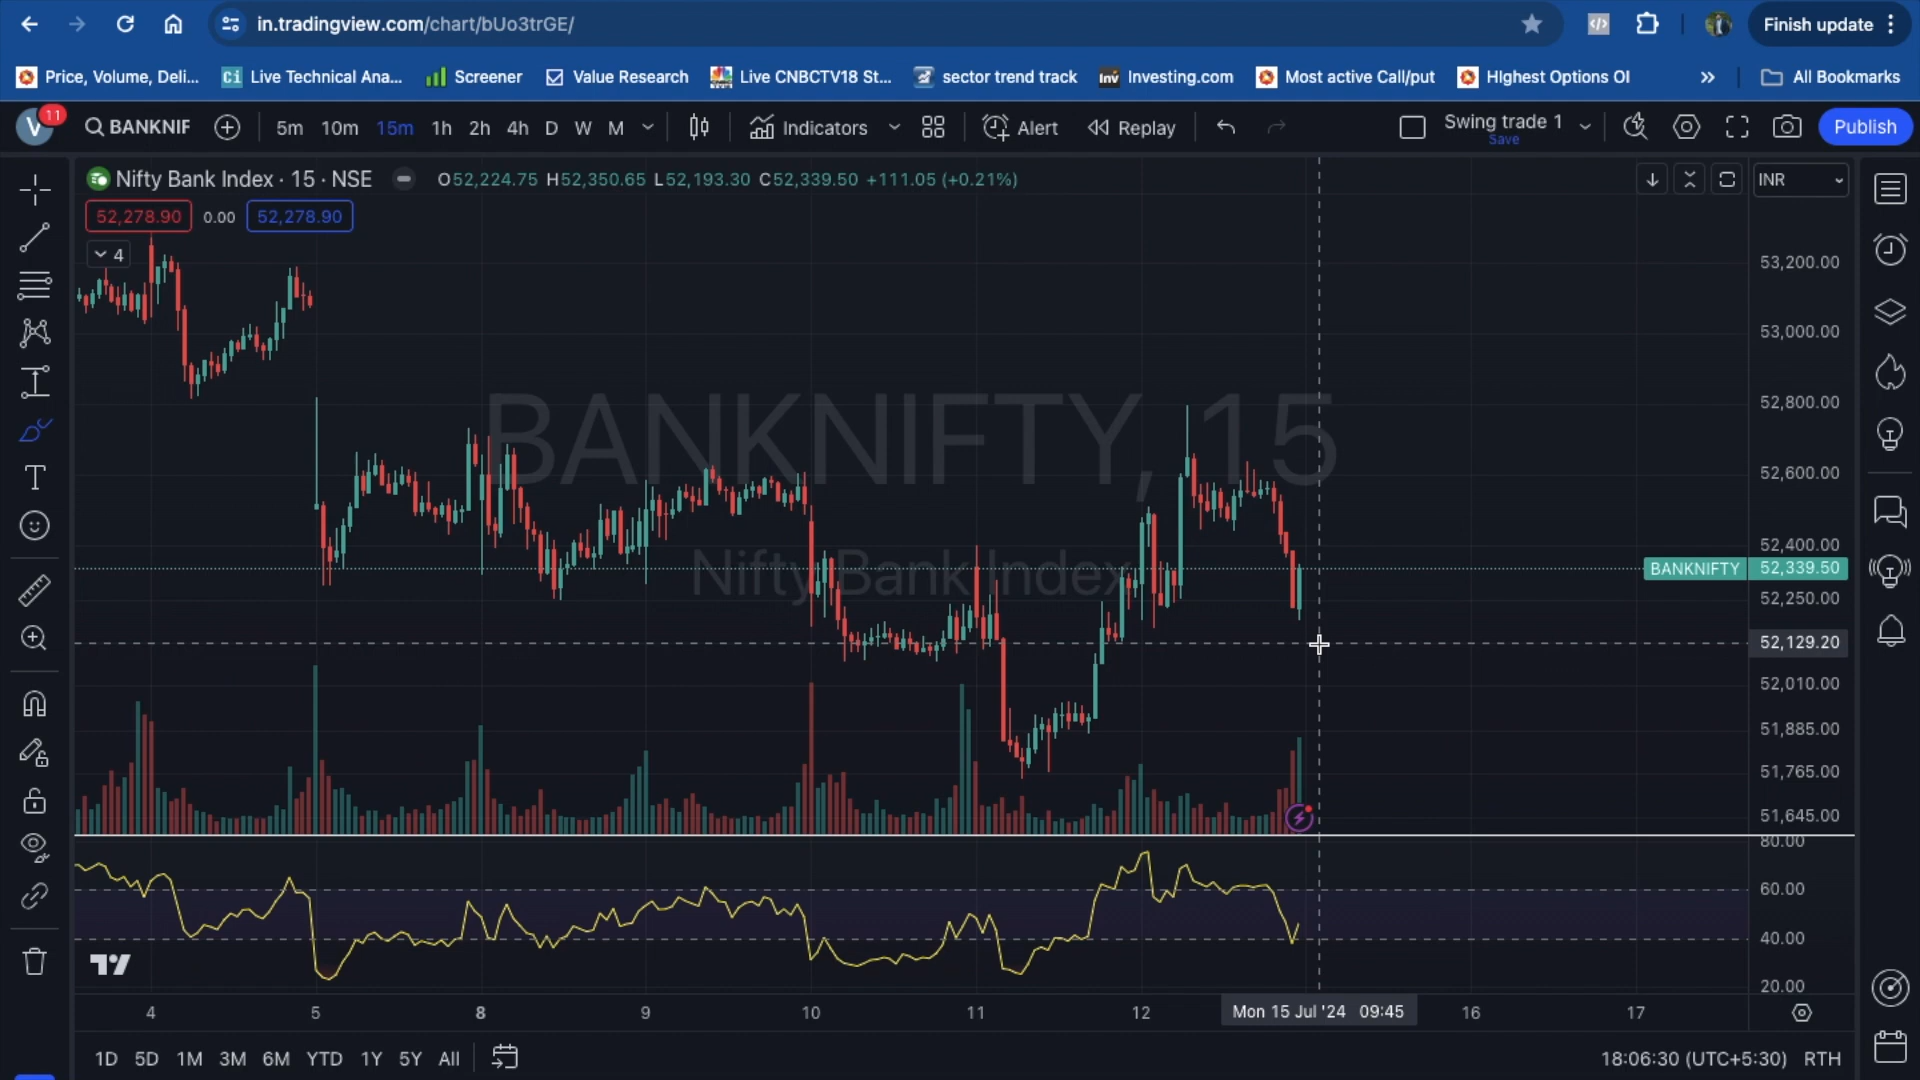 in.tradingview.com/chart/bUo3trGE/
Finish update
Price, Volume, Deli...
Ci
Live Technical Ana...
Screener
Value Research
Live CNBCTV18 St...
sector trend track
Inv
Investing.com
Most active Call/put
HIghest Options OI
All Bookmarks
V
11
BANKNIF
5m
10m
15m
1h
2h
4h
D
W
M
Indicators
Alert
Replay
Swing trade 1
Save
Publish
Nifty Bank Index · 15 · NSE
O52,224.75 H52,350.65 L52,193.30 C52,339.50 +111.05 (+0.21%)
INR
52,278.90
0.00
52,278.90
4
BANKNIFTY, 15
Nifty Bank Index
53,200.00
53,000.00
52,800.00
52,600.00
52,400.00
BANKNIFTY
52,339.50
52,250.00
52,129.20
52,010.00
51,885.00
51,765.00
51,645.00
80.00
60.00
40.00
20.00
4
5
8
9
10
11
12
Mon 15 Jul '24 09:45
16
17
1D
5D
1M
3M
6M
YTD
1Y
5Y
All
18:06:30 (UTC+5:30)
RTH